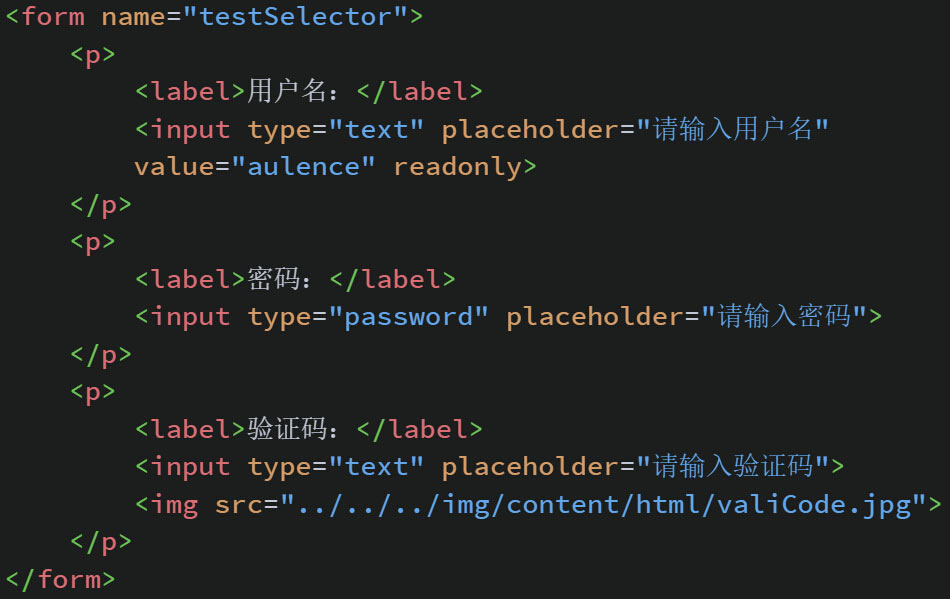 <form name="testSelector">
<p>
<label>用户名：</label>
<input type="text" placeholder="请输入用户名"
value="aulence" readonly>
</p>
<p>
<label>密码：</label>
<input type="password" placeholder="请输入密码">
</p>
<p>
<label>验证码：</label>
<input type="text" placeholder="请输入验证码">
<img src="../../../img/content/html/valiCode.jpg">
</p>
</form>